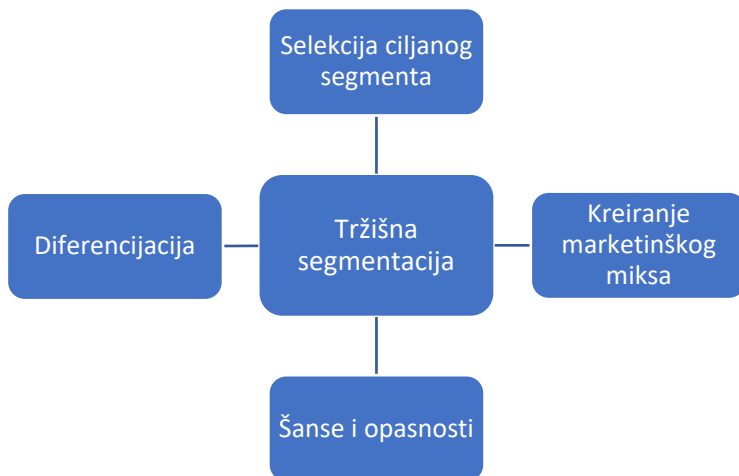 Selekcija ciljanog
segmenta
Diferencijacija
Tržišna
segmentacija
Kreiranje
marketinškog
miksa
Šanse i opasnosti